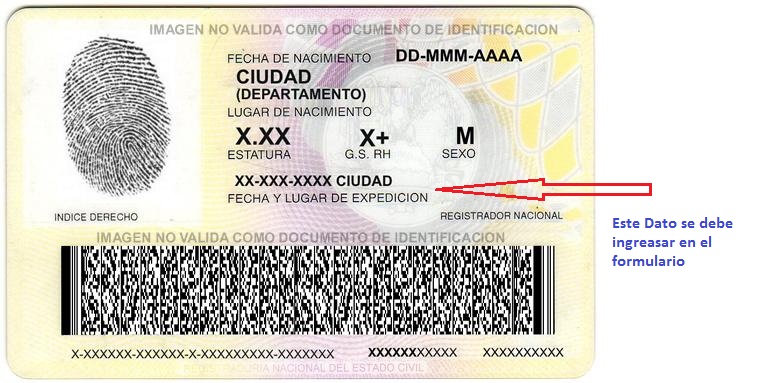 IMAGEN NO VALIDA COMO DOCUMENTO DE IDENTIFICACION
FECHA DE NACIMIENTO DD-MMM-AAAA
CIUDAD
(DEPARTAMENTO)
LUGAR DE NACIMIENTO
X.XX X+ M
ESTATURA G.S. RH SEXO
XX-XXX-XXXX CIUDAD
FECHA Y LUGAR DE EXPEDICION
INDICE DERECHO
REGISTRADOR NACIONAL
Este Dato se debe
ingreasar en el
formulario
IMAGEN NO VALIDA COMO DOCUMENTO DE IDENTIFICACION
X-XXXXXX-XXXXXX-X-XXXXXXXXX-XXXXXXX XXXXXXXXXXX XXXXXXXXXX
REGISTRADURIA NACIONAL DEL ESTADO CIVIL